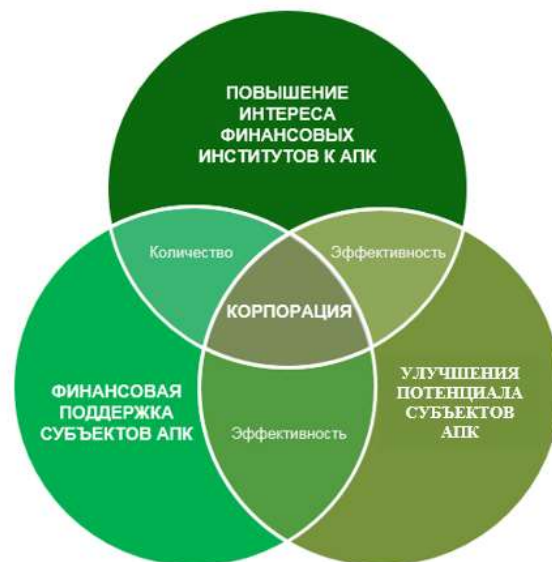 ПОВЫШЕНИЕ
ИНТЕРЕСА
ФИНАНСОВЫХ
ИНСТИТУТОВ К АПК
Количество
Эффективность
КОРПОРАЦИЯ
ФИНАНСОВАЯ
ПОДДЕРЖКА
СУБЪЕКТОВ АПК
УЛУЧШЕНИЯ
ПОТЕНЦИАЛА
СУБЪЕКТОВ
АПК
Эффективность